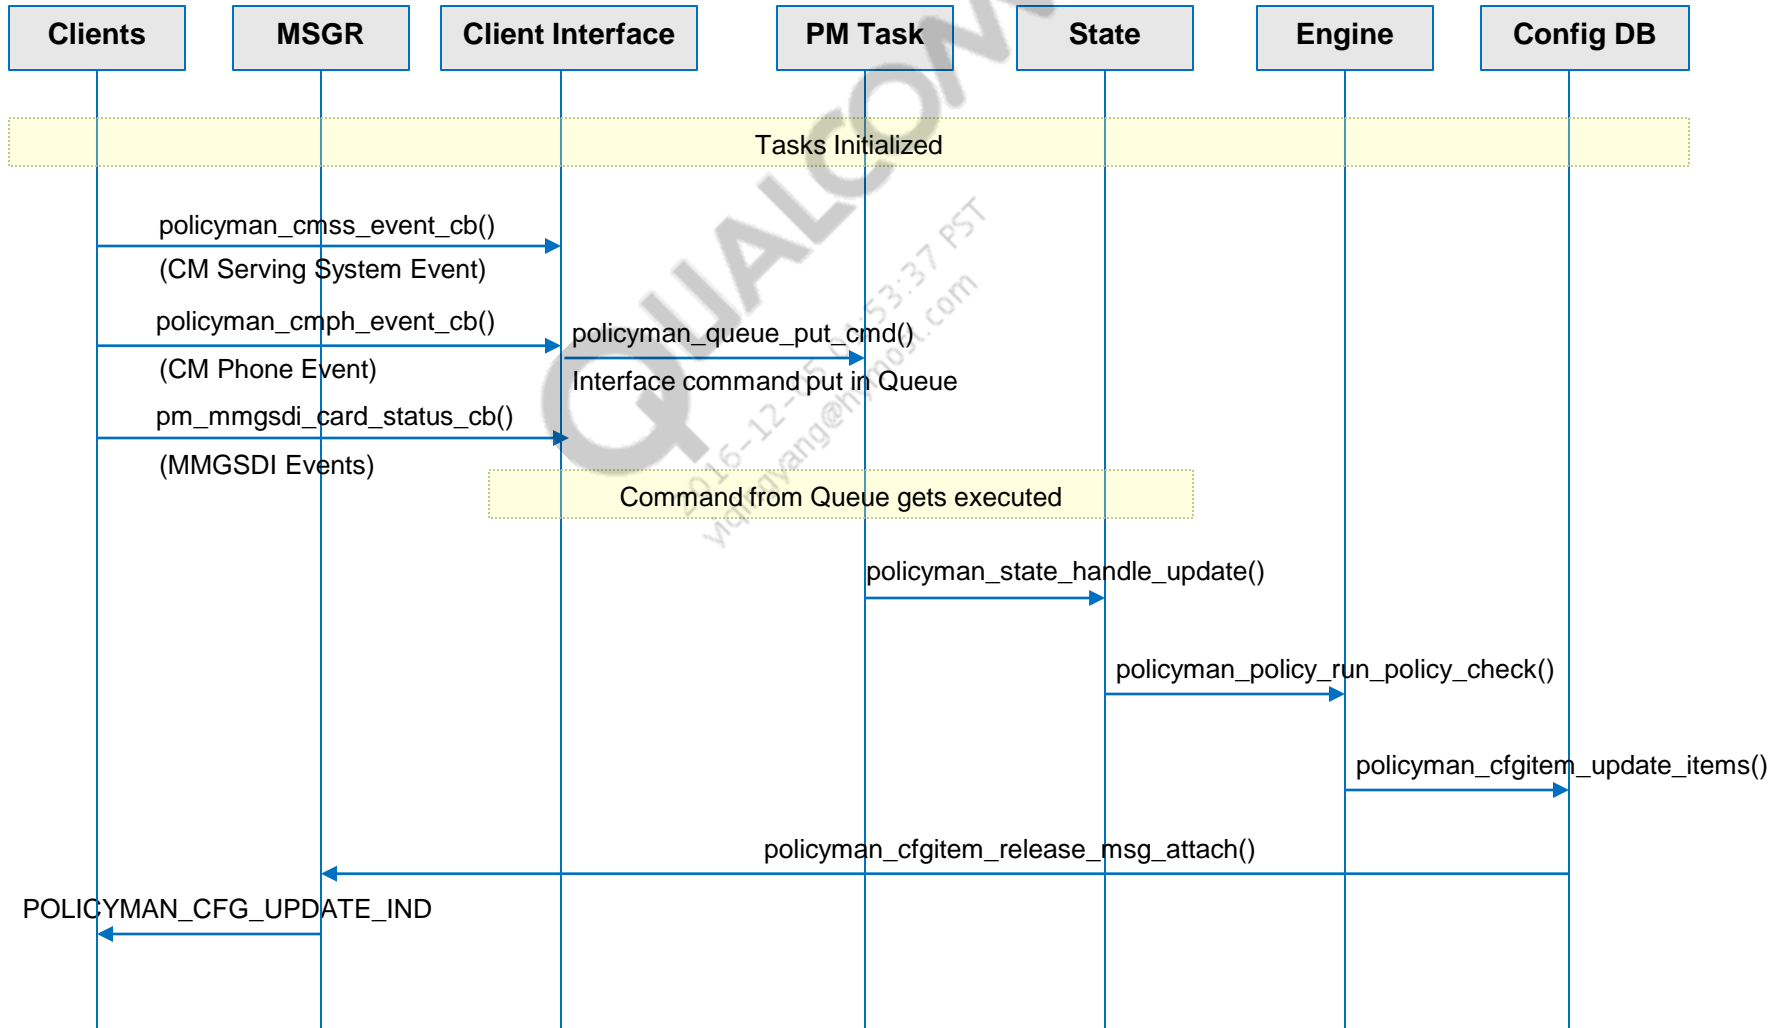 Clients
MSGR
Client Interface
PM Task
State
Engine
Config DB
Tasks Initialized
policyman_cmss_event_cb()
(CM Serving System Event)
policyman_cmph_event_cb()
policyman_queue_put_cmd()
(CM Phone Event)
Interface command put in Queue
pm_mmgsdi_card_status_cb()
(MMGSDI Events)
Command from Queue gets executed
policyman_state_handle_update()
policyman_policy_run_policy_check()
policyman_cfgitem_update_items()
policyman_cfgitem_release_msg_attach()
POLICYMAN_CFG_UPDATE_IND